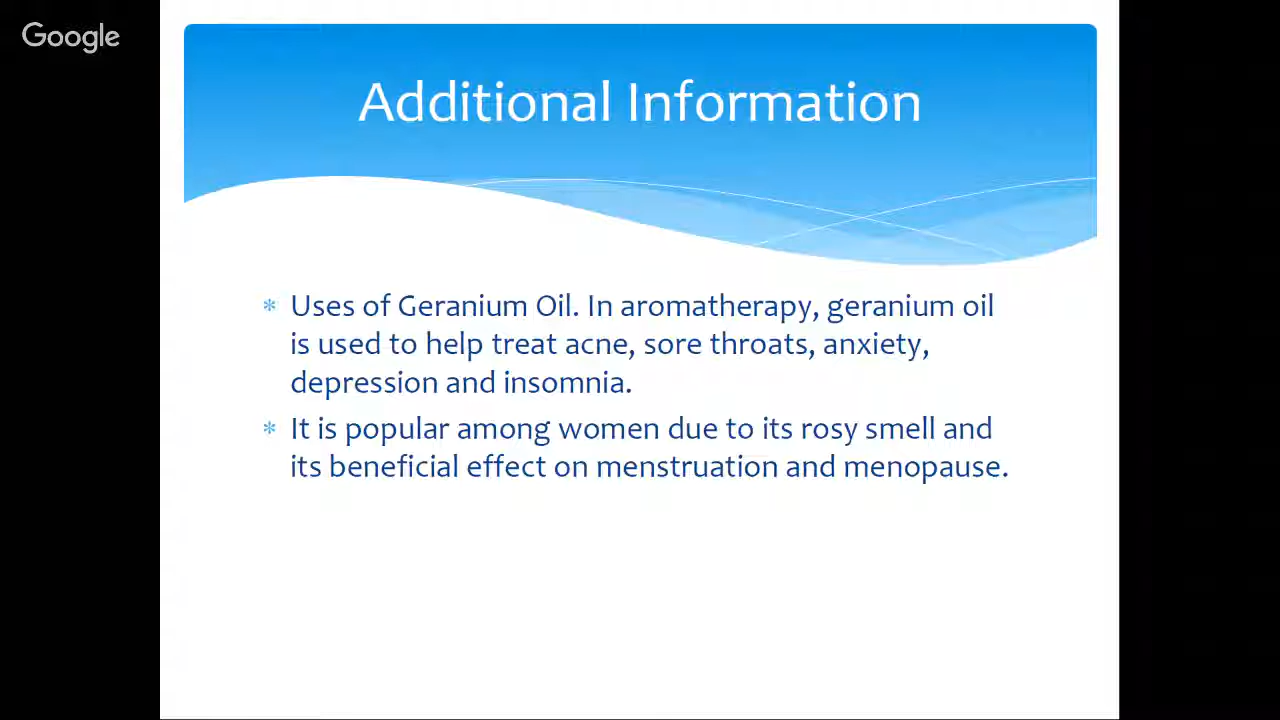 Google
Additional Information
* Uses of Geranium Oil. In aromatherapy, geranium oil
is used to help treat acne, sore throats, anxiety,
depression and insomnia.
* It is popular among women due to its rosy smell and
its beneficial effect on menstruation and menopause.